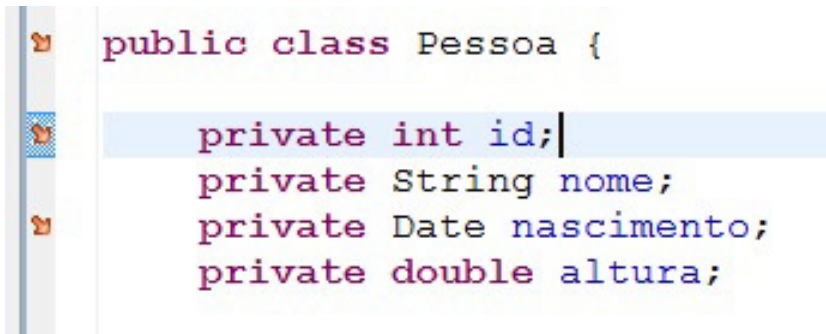 public class Pessoa {
private int id;
private String nome;
private Date nascimento;
private double altura;